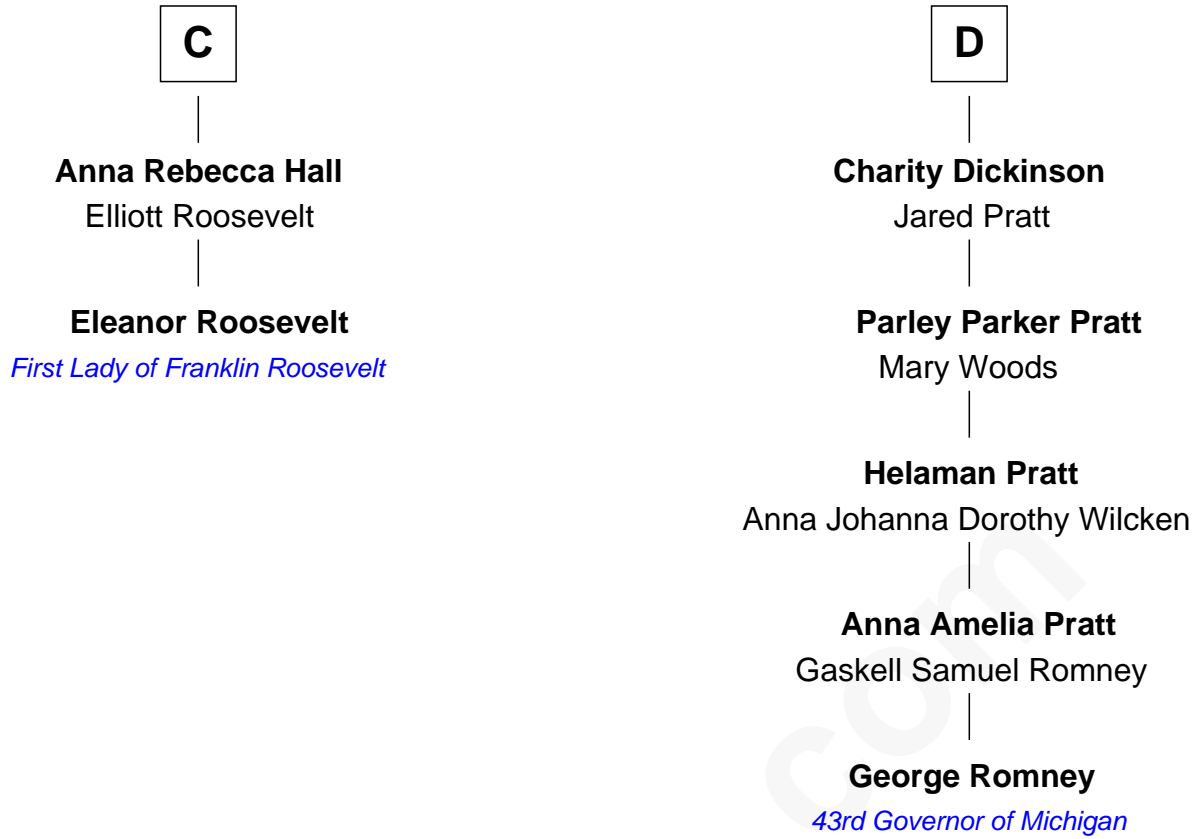 C
Anna Rebecca Hall
Elliott Roosevelt
Eleanor Roosevelt
First Lady of Franklin Roosevelt
D
Charity Dickinson
Jared Pratt
Parley Parker Pratt
Mary Woods
Helaman Pratt
Anna Johanna Dorothy Wilcken
Anna Amelia Pratt
Gaskell Samuel Romney
George Romney
43rd Governor of Michigan
com